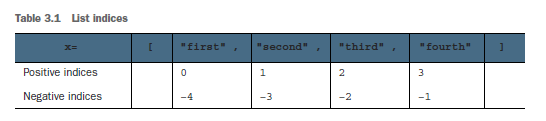 Table 3.1 List indices
x= [ "first" , "second" , "third" , "fourth" ]
Positive indices 0 1 2 3
Negative indices –4 –3 –2 –1